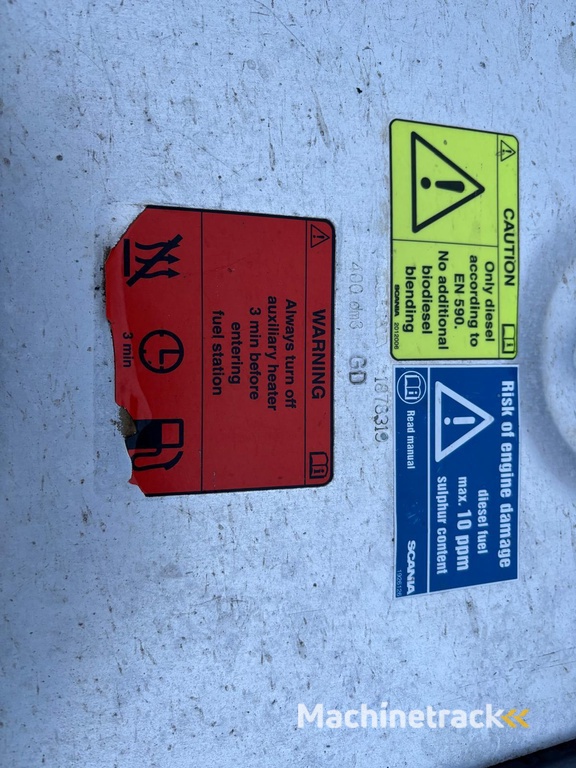 WARNING
Always turn off
auxiliary heater
3 min before
entering
fuel station
3 min
CAUTION
Only diesel
according to
EN 590.
No additional
biodiesel
blending
SCANIA 2012006
Risk of engine damage
diesel fuel
max. 10 ppm
sulphur content
Read manual
SCANIA
400 dm3 GD
Machinetrack